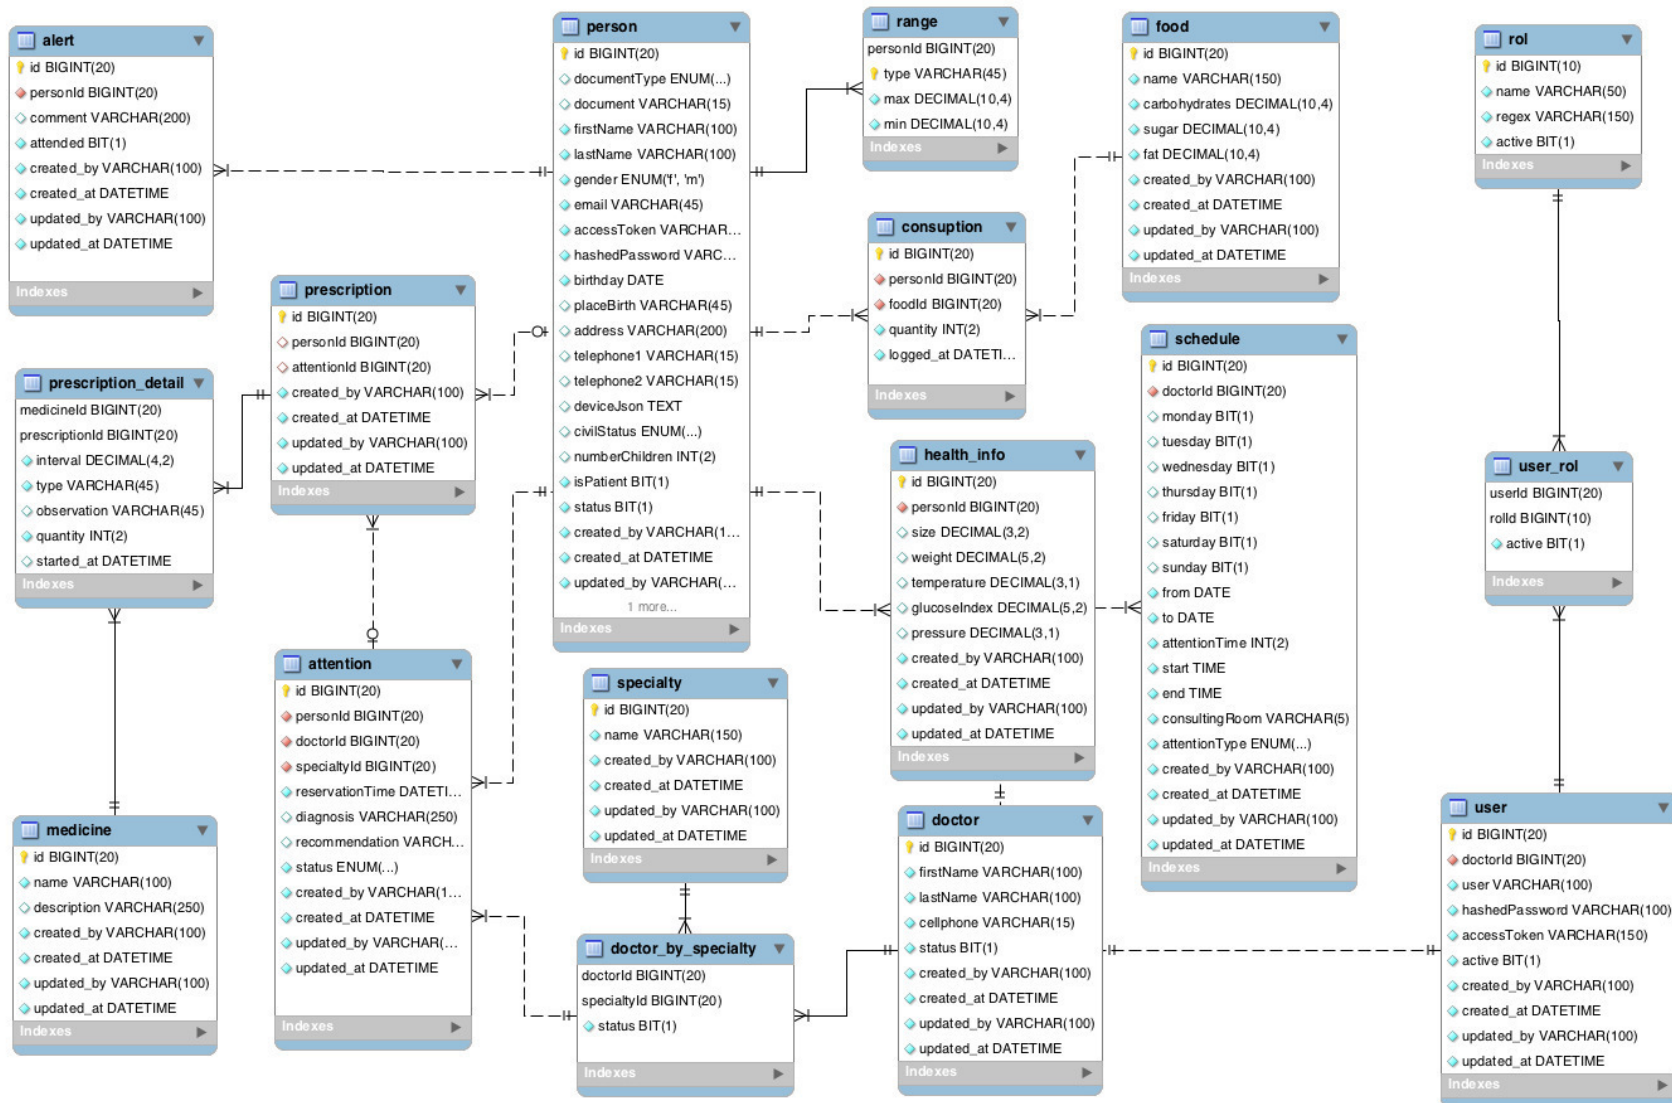 alert
id BIGINT(20)
personId BIGINT(20)
comment VARCHAR(200)
attended BIT(1)
created_by VARCHAR(100)
created_at DATETIME
updated_by VARCHAR(100)
updated_at DATETIME
Indexes
prescription
id BIGINT(20)
personId BIGINT(20)
attentionId BIGINT(20)
created_by VARCHAR(100)
created_at DATETIME
updated_by VARCHAR(100)
updated_at DATETIME
Indexes
prescription_detail
medicineId BIGINT(20)
prescriptionId BIGINT(20)
interval DECIMAL(4,2)
type VARCHAR(45)
observation VARCHAR(45)
quantity INT(2)
started_at DATETIME
Indexes
medicine
id BIGINT(20)
name VARCHAR(100)
description VARCHAR(250)
created_by VARCHAR(100)
created_at DATETIME
updated_by VARCHAR(100)
updated_at DATETIME
Indexes
attention
id BIGINT(20)
personId BIGINT(20)
doctorId BIGINT(20)
specialtyId BIGINT(20)
reservationTime DATETI...
diagnosis VARCHAR(250)
recommendation VARCH...
status ENUM(...)
created_by VARCHAR(1...
created_at DATETIME
updated_by VARCHAR(...
updated_at DATETIME
Indexes
person
id BIGINT(20)
documentType ENUM(...)
document VARCHAR(15)
firstName VARCHAR(100)
lastName VARCHAR(100)
gender ENUM('f', 'm')
email VARCHAR(45)
accessToken VARCHAR...
hashedPassword VARC...
birthday DATE
placeBirth VARCHAR(45)
address VARCHAR(200)
telephone1 VARCHAR(15)
telephone2 VARCHAR(15)
deviceJson TEXT
civilStatus ENUM(...)
numberChildren INT(2)
isPatient BIT(1)
status BIT(1)
created_by VARCHAR(1...
created_at DATETIME
updated_by VARCHAR(...
1 more...
Indexes
specialty
id BIGINT(20)
name VARCHAR(150)
created_by VARCHAR(100)
created_at DATETIME
updated_by VARCHAR(100)
updated_at DATETIME
Indexes
doctor_by_specialty
doctorId BIGINT(20)
specialtyId BIGINT(20)
status BIT(1)
Indexes
range
personId BIGINT(20)
type VARCHAR(45)
max DECIMAL(10,4)
min DECIMAL(10,4)
Indexes
consuption
id BIGINT(20)
personId BIGINT(20)
foodId BIGINT(20)
quantity INT(2)
logged_at DATETI...
Indexes
health_info
id BIGINT(20)
personId BIGINT(20)
size DECIMAL(3,2)
weight DECIMAL(5,2)
temperature DECIMAL(3,1)
glucoseIndex DECIMAL(5,2)
pressure DECIMAL(3,1)
created_by VARCHAR(100)
created_at DATETIME
updated_by VARCHAR(100)
updated_at DATETIME
Indexes
doctor
id BIGINT(20)
firstName VARCHAR(100)
lastName VARCHAR(100)
cellphone VARCHAR(15)
status BIT(1)
created_by VARCHAR(100)
created_at DATETIME
updated_by VARCHAR(100)
updated_at DATETIME
Indexes
food
id BIGINT(20)
name VARCHAR(150)
carbohydrates DECIMAL(10,4)
sugar DECIMAL(10,4)
fat DECIMAL(10,4)
created_by VARCHAR(100)
created_at DATETIME
updated_by VARCHAR(100)
updated_at DATETIME
Indexes
schedule
id BIGINT(20)
doctorId BIGINT(20)
monday BIT(1)
tuesday BIT(1)
wednesday BIT(1)
thursday BIT(1)
friday BIT(1)
saturday BIT(1)
sunday BIT(1)
from DATE
to DATE
attentionTime INT(2)
start TIME
end TIME
consultingRoom VARCHAR(5)
attentionType ENUM(...)
created_by VARCHAR(100)
created_at DATETIME
updated_by VARCHAR(100)
updated_at DATETIME
Indexes
rol
id BIGINT(10)
name VARCHAR(50)
regex VARCHAR(150)
active BIT(1)
Indexes
user_rol
userId BIGINT(20)
rolId BIGINT(10)
active BIT(1)
Indexes
user
id BIGINT(20)
doctorId BIGINT(20)
user VARCHAR(100)
hashedPassword VARCHAR(100)
accessToken VARCHAR(150)
active BIT(1)
created_by VARCHAR(100)
created_at DATETIME
updated_by VARCHAR(100)
updated_at DATETIME
Indexes